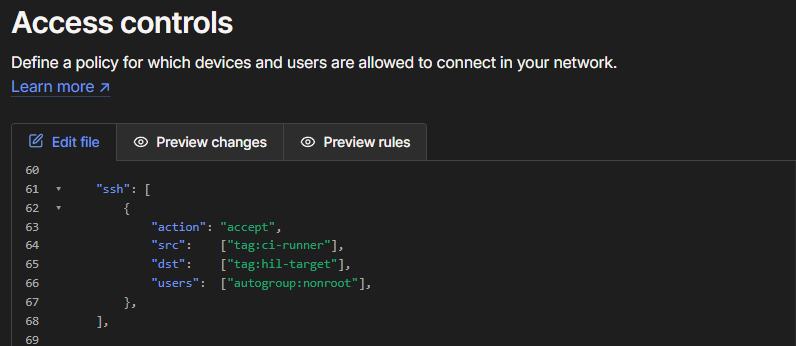 Access controls
Define a policy for which devices and users are allowed to connect in your network.
Learn more ↗
Edit file Preview changes Preview rules
60
61 "ssh": [
62 {
63 "action": "accept",
64 "src": ["tag:ci-runner"],
65 "dst": ["tag:hil-target"],
66 "users": ["autogroup:nonroot"],
67 },
68 ],
69